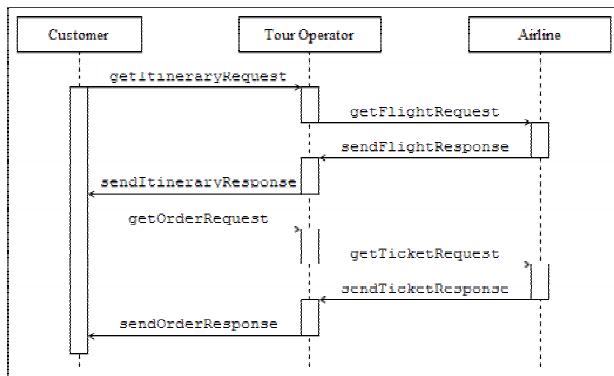 Customer
Tour Operator
Airline
getItineraryRequest
getFlightRequest
sendFlightResponse
sendItineraryResponse
getOrderRequest
getTicketRequest
sendTicketResponse
sendOrderResponse